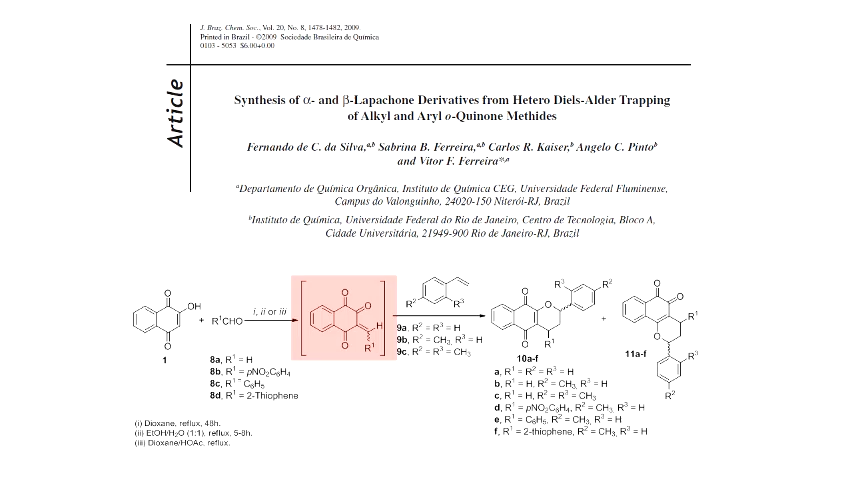 J. Braz. Chem. Soc., Vol. 20, No. 8, 1478-1482, 2009
Printed in Brazil - ©2009 Sociedade Brasileira de Química
0103 - 5053 $6.00+0.00
Article
Synthesis of α- and β-Lapachone Derivatives from Hetero Diels-Alder Trapping
of Alkyl and Aryl o-Quinone Methides
Fernando de C. da Silva,a,b Sabrina B. Ferreira,a,b Carlos R. Kaiser,b Angelo C. Pintob
and Vitor F. Ferreira*,a
aDepartamento de Química Orgânica, Instituto de Química CEG, Universidade Federal Fluminense,
Campus do Valonguinho, 24020-150 Niterói-RJ, Brazil
bInstituto de Química, Universidade Federal do Rio de Janeiro, Centro de Tecnologia, Bloco A,
Cidade Universitária, 21949-900 Rio de Janeiro-RJ, Brazil
O
OH
O
1
+ R1CHO
8a, R1 = H
8b, R1 = pNO2C6H4
8c, R1 = C6H5
8d, R1 = 2-Thiophene
i, ii or iii
O
O
H
O
R1
R2
R3
9a, R2 = R3 = H
9b, R2 = CH3, R3 = H
9c, R2 = R3 = CH3
R3
R2
O
O
O
R1
10a-f
+
O
O
R1
O
R3
R2
11a-f
a, R1 = R2 = R3 = H
b, R1 = H, R2 = CH3, R3 = H
c, R1 = H, R2 = R3 = CH3
d, R1 = pNO2C6H4, R2 = CH3, R3 = H
e, R1 = C6H5, R2 = CH3, R3 = H
f, R1 = 2-thiophene, R2 = CH3, R3 = H
(i) Dioxane, reflux, 48h.
(ii) EtOH/H2O (1:1), reflux, 5-8h.
(iii) Dioxane/HOAc. reflux.